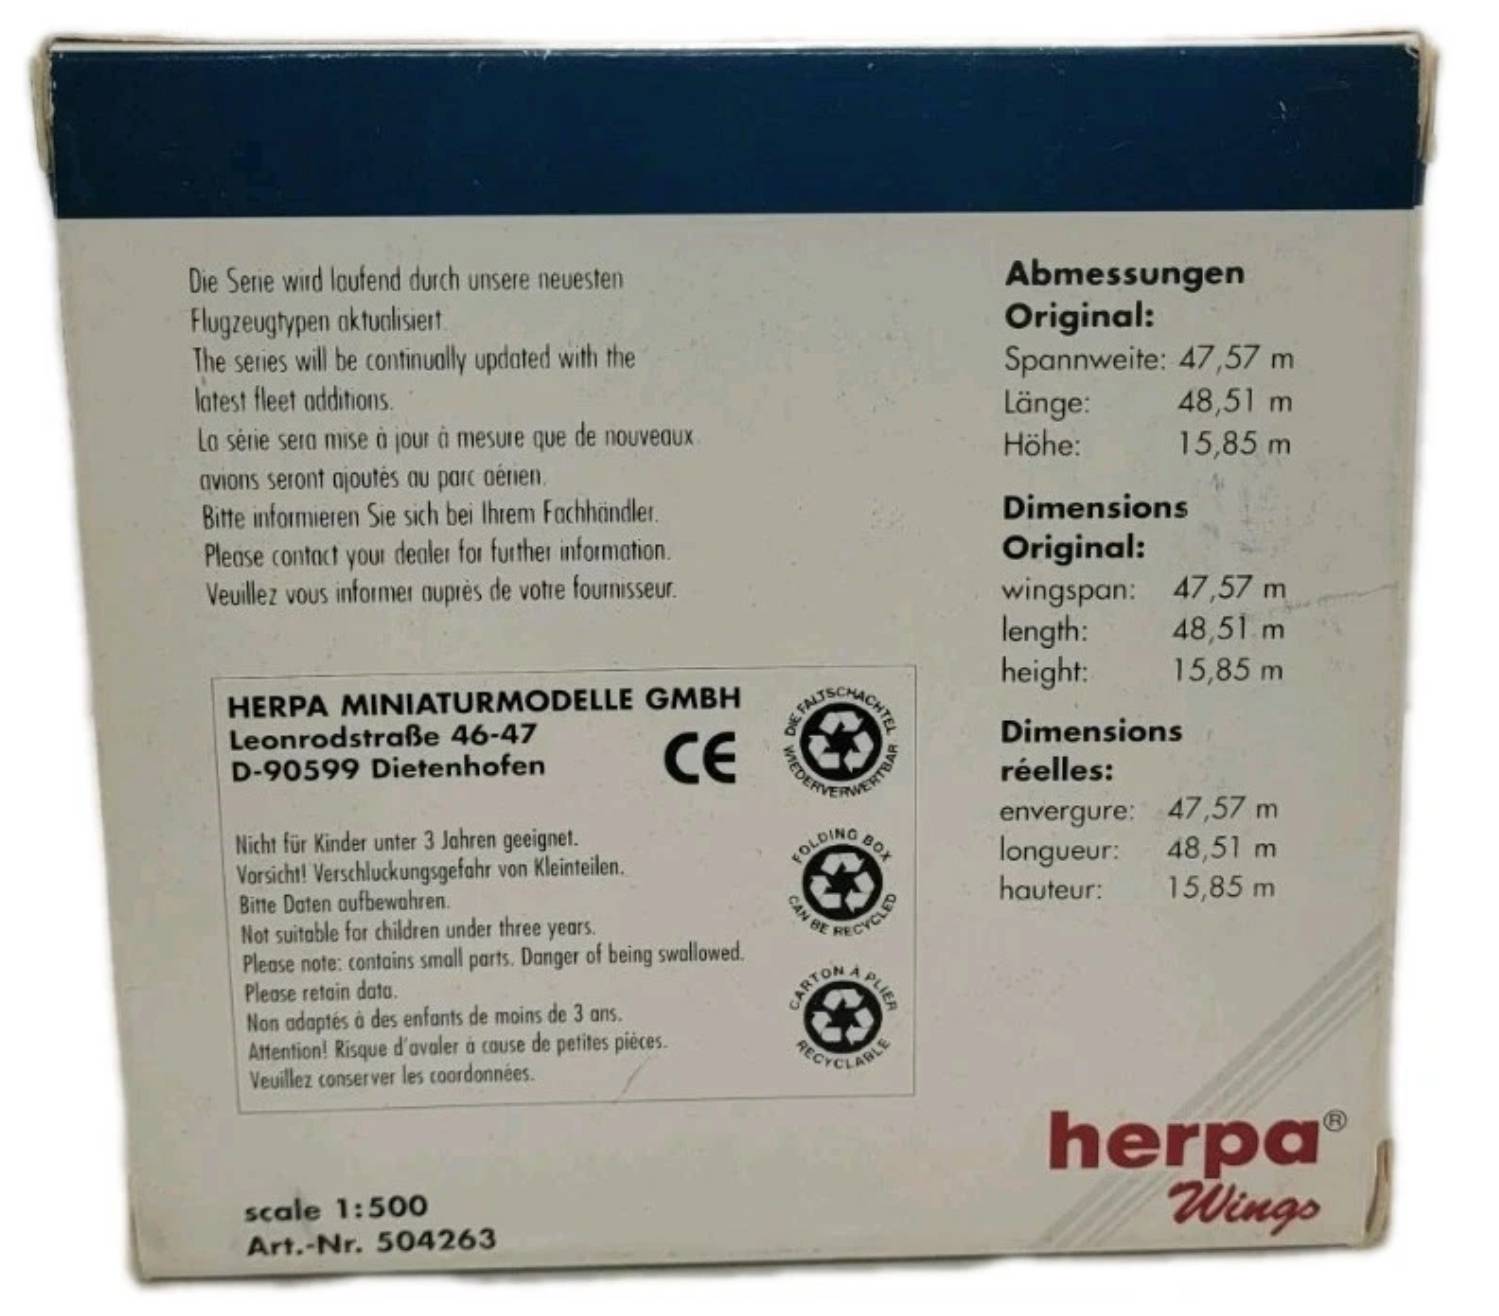 Die Serie wird laufend durch unsere neuesten
Flugzeugtypen aktualisiert.
The series will be continually updated with the
latest fleet additions.
La série sera mise à jour à mesure que de nouveaux
avions seront ajoutés au parc aérien.
Bitte informieren Sie sich bei Ihrem Fachhändler.
Please contact your dealer for further information.
Veuillez vous informer auprès de votre fournisseur.
HERPA MINIATURMODELLE GMBH
Leonrodstraße 46-47
D-90599 Dietenhofen
CE
DIE FALTSCHACHTEL
WIEDERVERWERTBAR
Nicht für Kinder unter 3 Jahren geeignet.
Vorsicht! Verschluckungsgefahr von Kleinteilen.
Bitte Daten aufbewahren.
Not suitable for children under three years.
Please note: contains small parts. Danger of being swallowed.
Please retain data.
Non adaptés à des enfants de moins de 3 ans.
Attention! Risque d'avaler à cause de petites pièces.
Veuillez conserver les coordonnées.
FOLDING BOX
CAN BE RECYCLED
CARTON À PLIER
RECYCLABLE
scale 1:500
Art.-Nr. 504263
Abmessungen
Original:
Spannweite: 47,57 m
Länge: 48,51 m
Höhe: 15,85 m
Dimensions
Original:
wingspan: 47,57 m
length: 48,51 m
height: 15,85 m
Dimensions
réelles:
envergure: 47,57 m
longueur: 48,51 m
hauteur: 15,85 m
herpa®
Wings